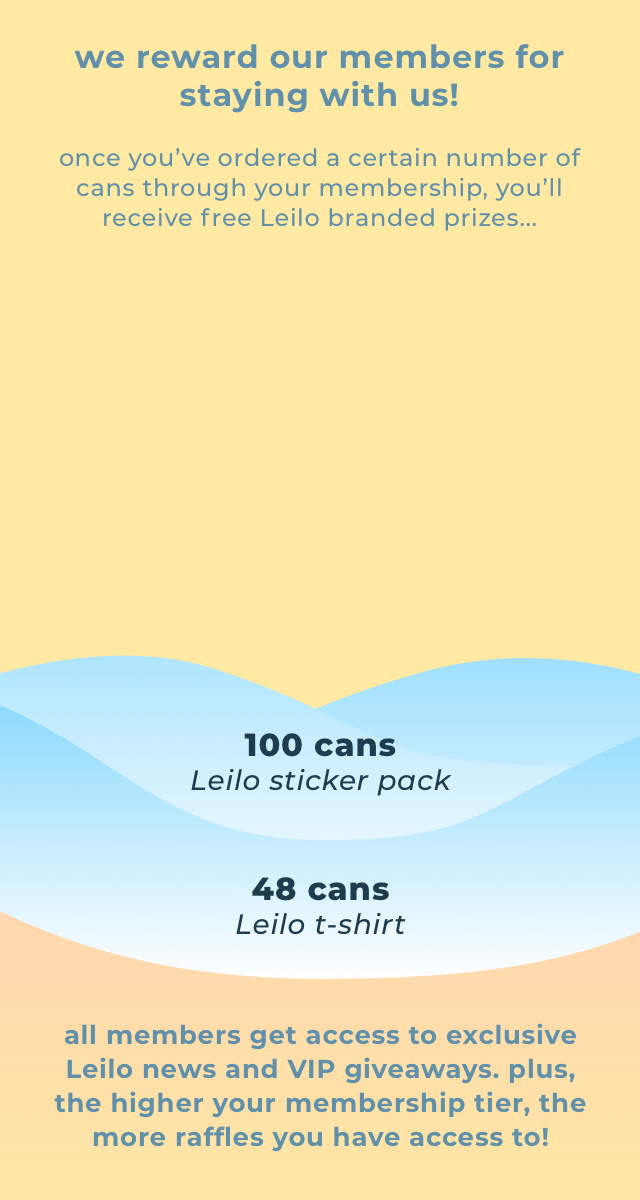 we reward our members for
staying with us!
once you’ve ordered a certain number of
cans through your membership, you’ll
receive free Leilo branded prizes...
100 cans
Leilo sticker pack
48 cans
Leilo t-shirt
all members get access to exclusive
Leilo news and VIP giveaways. plus,
the higher your membership tier, the
more raffles you have access to!